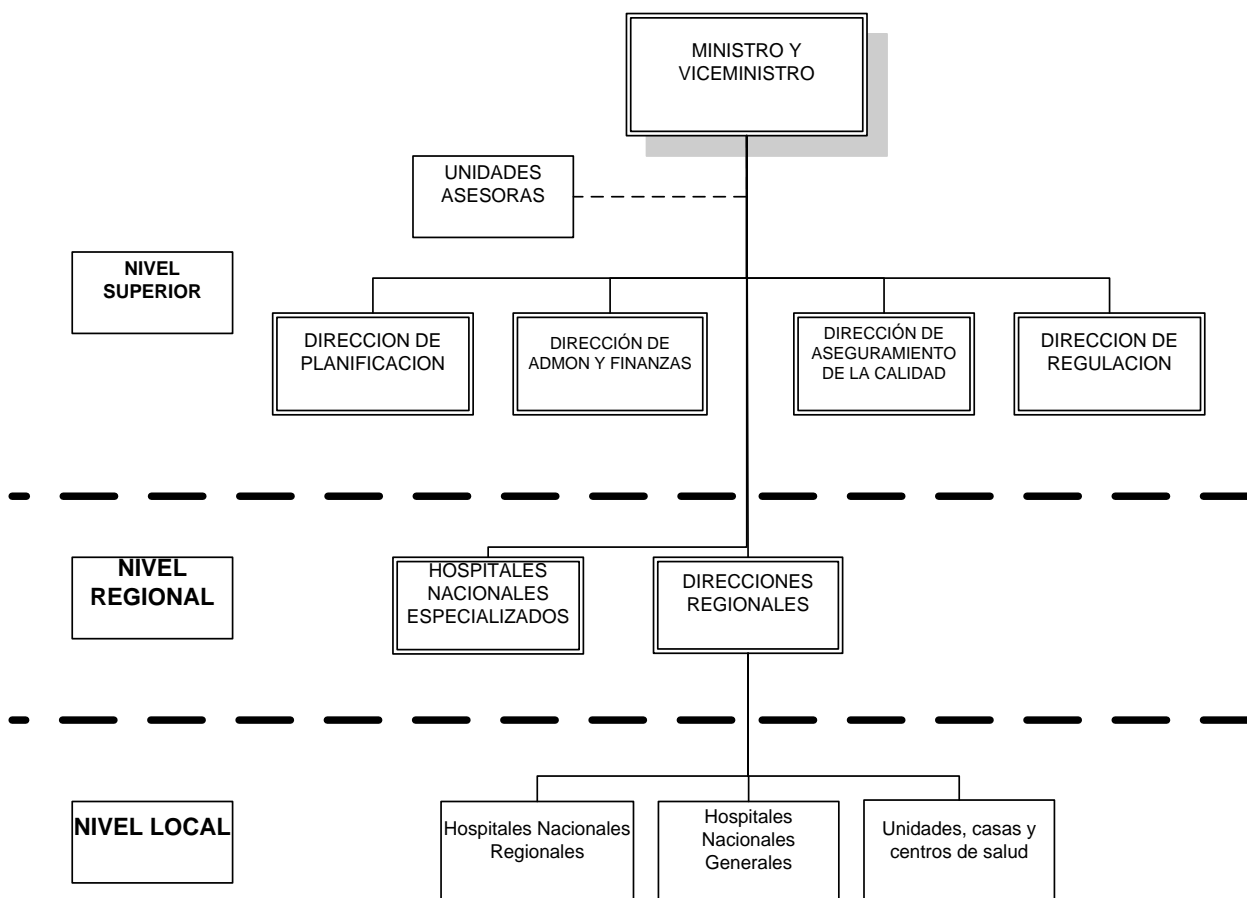 MINISTRO Y
VICEMINISTRO
UNIDADES
ASESORAS
NIVEL
SUPERIOR
DIRECCION DE
PLANIFICACION
DIRECCIÓN DE
ADMON Y FINANZAS
DIRECCIÓN DE
ASEGURAMIENTO
DE LA CALIDAD
DIRECCION DE
REGULACION
NIVEL
REGIONAL
HOSPITALES
NACIONALES
ESPECIALIZADOS
DIRECCIONES
REGIONALES
NIVEL LOCAL
Hospitales Nacionales
Regionales
Hospitales
Nacionales
Generales
Unidades, casas y
centros de salud